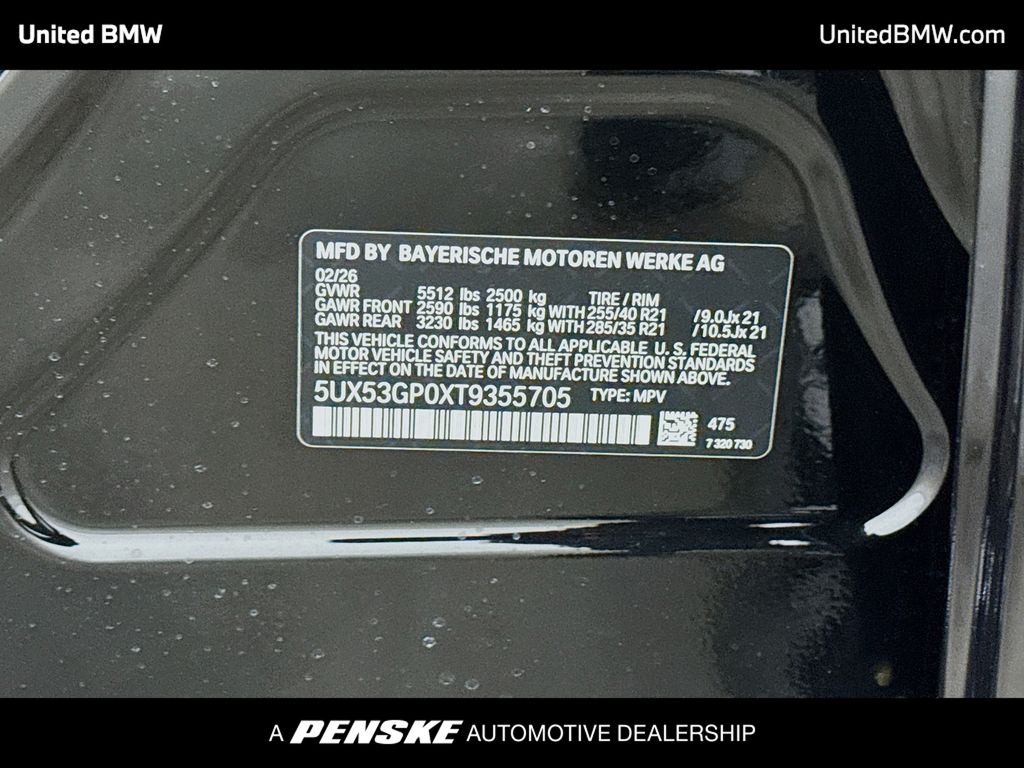 United BMW
UnitedBMW.com
MFD BY BAYERISCHE MOTOREN WERKE AG
02/26
GVWR 5512 lbs 2500 kg TIRE / RIM
GAWR FRONT 2590 lbs 1175 kg WITH 255/40 R21 /9.0Jx21
GAWR REAR 3230 lbs 1465 kg WITH 285/35 R21 /10.5Jx21
THIS VEHICLE CONFORMS TO ALL APPLICABLE U. S. FEDERAL
MOTOR VEHICLE SAFETY AND THEFT PREVENTION STANDARDS
IN EFFECT ON THE DATE OF MANUFACTURE SHOWN ABOVE.
5UX53GP0XT9355705 TYPE: MPV
475
7 320 730
A PENSKE AUTOMOTIVE DEALERSHIP